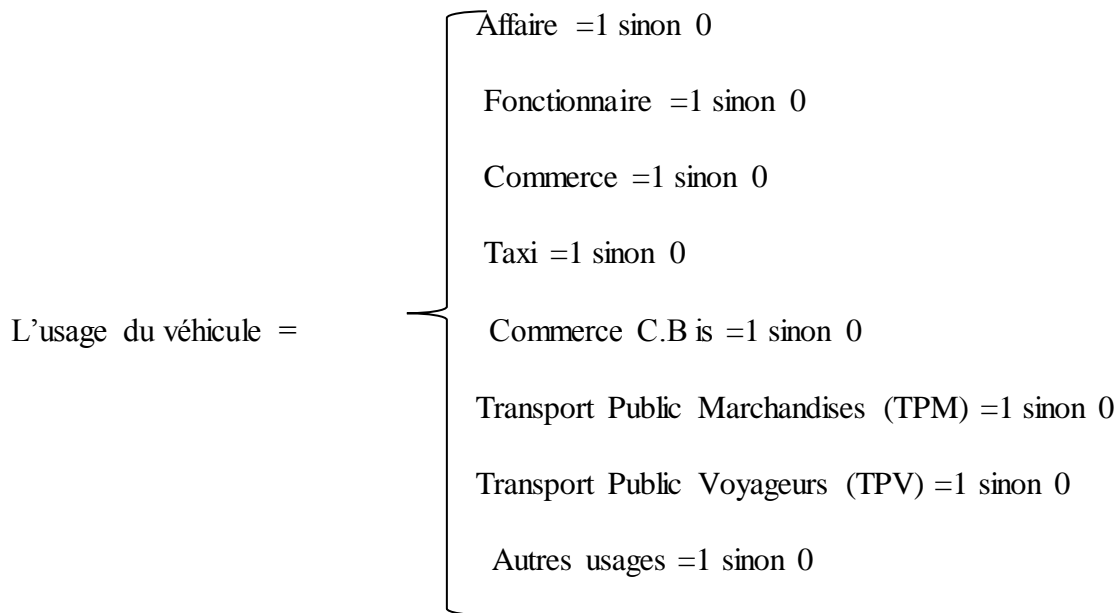 Affaire =1 sinon 0
Fonctionnaire =1 sinon 0
Commerce =1 sinon 0
Taxi =1 sinon 0
L'usage du véhicule =
Commerce C.B is =1 sinon 0
Transport Public Marchandises (TPM) =1 sinon 0
Transport Public Voyageurs (TPV) =1 sinon 0
Autres usages =1 sinon 0